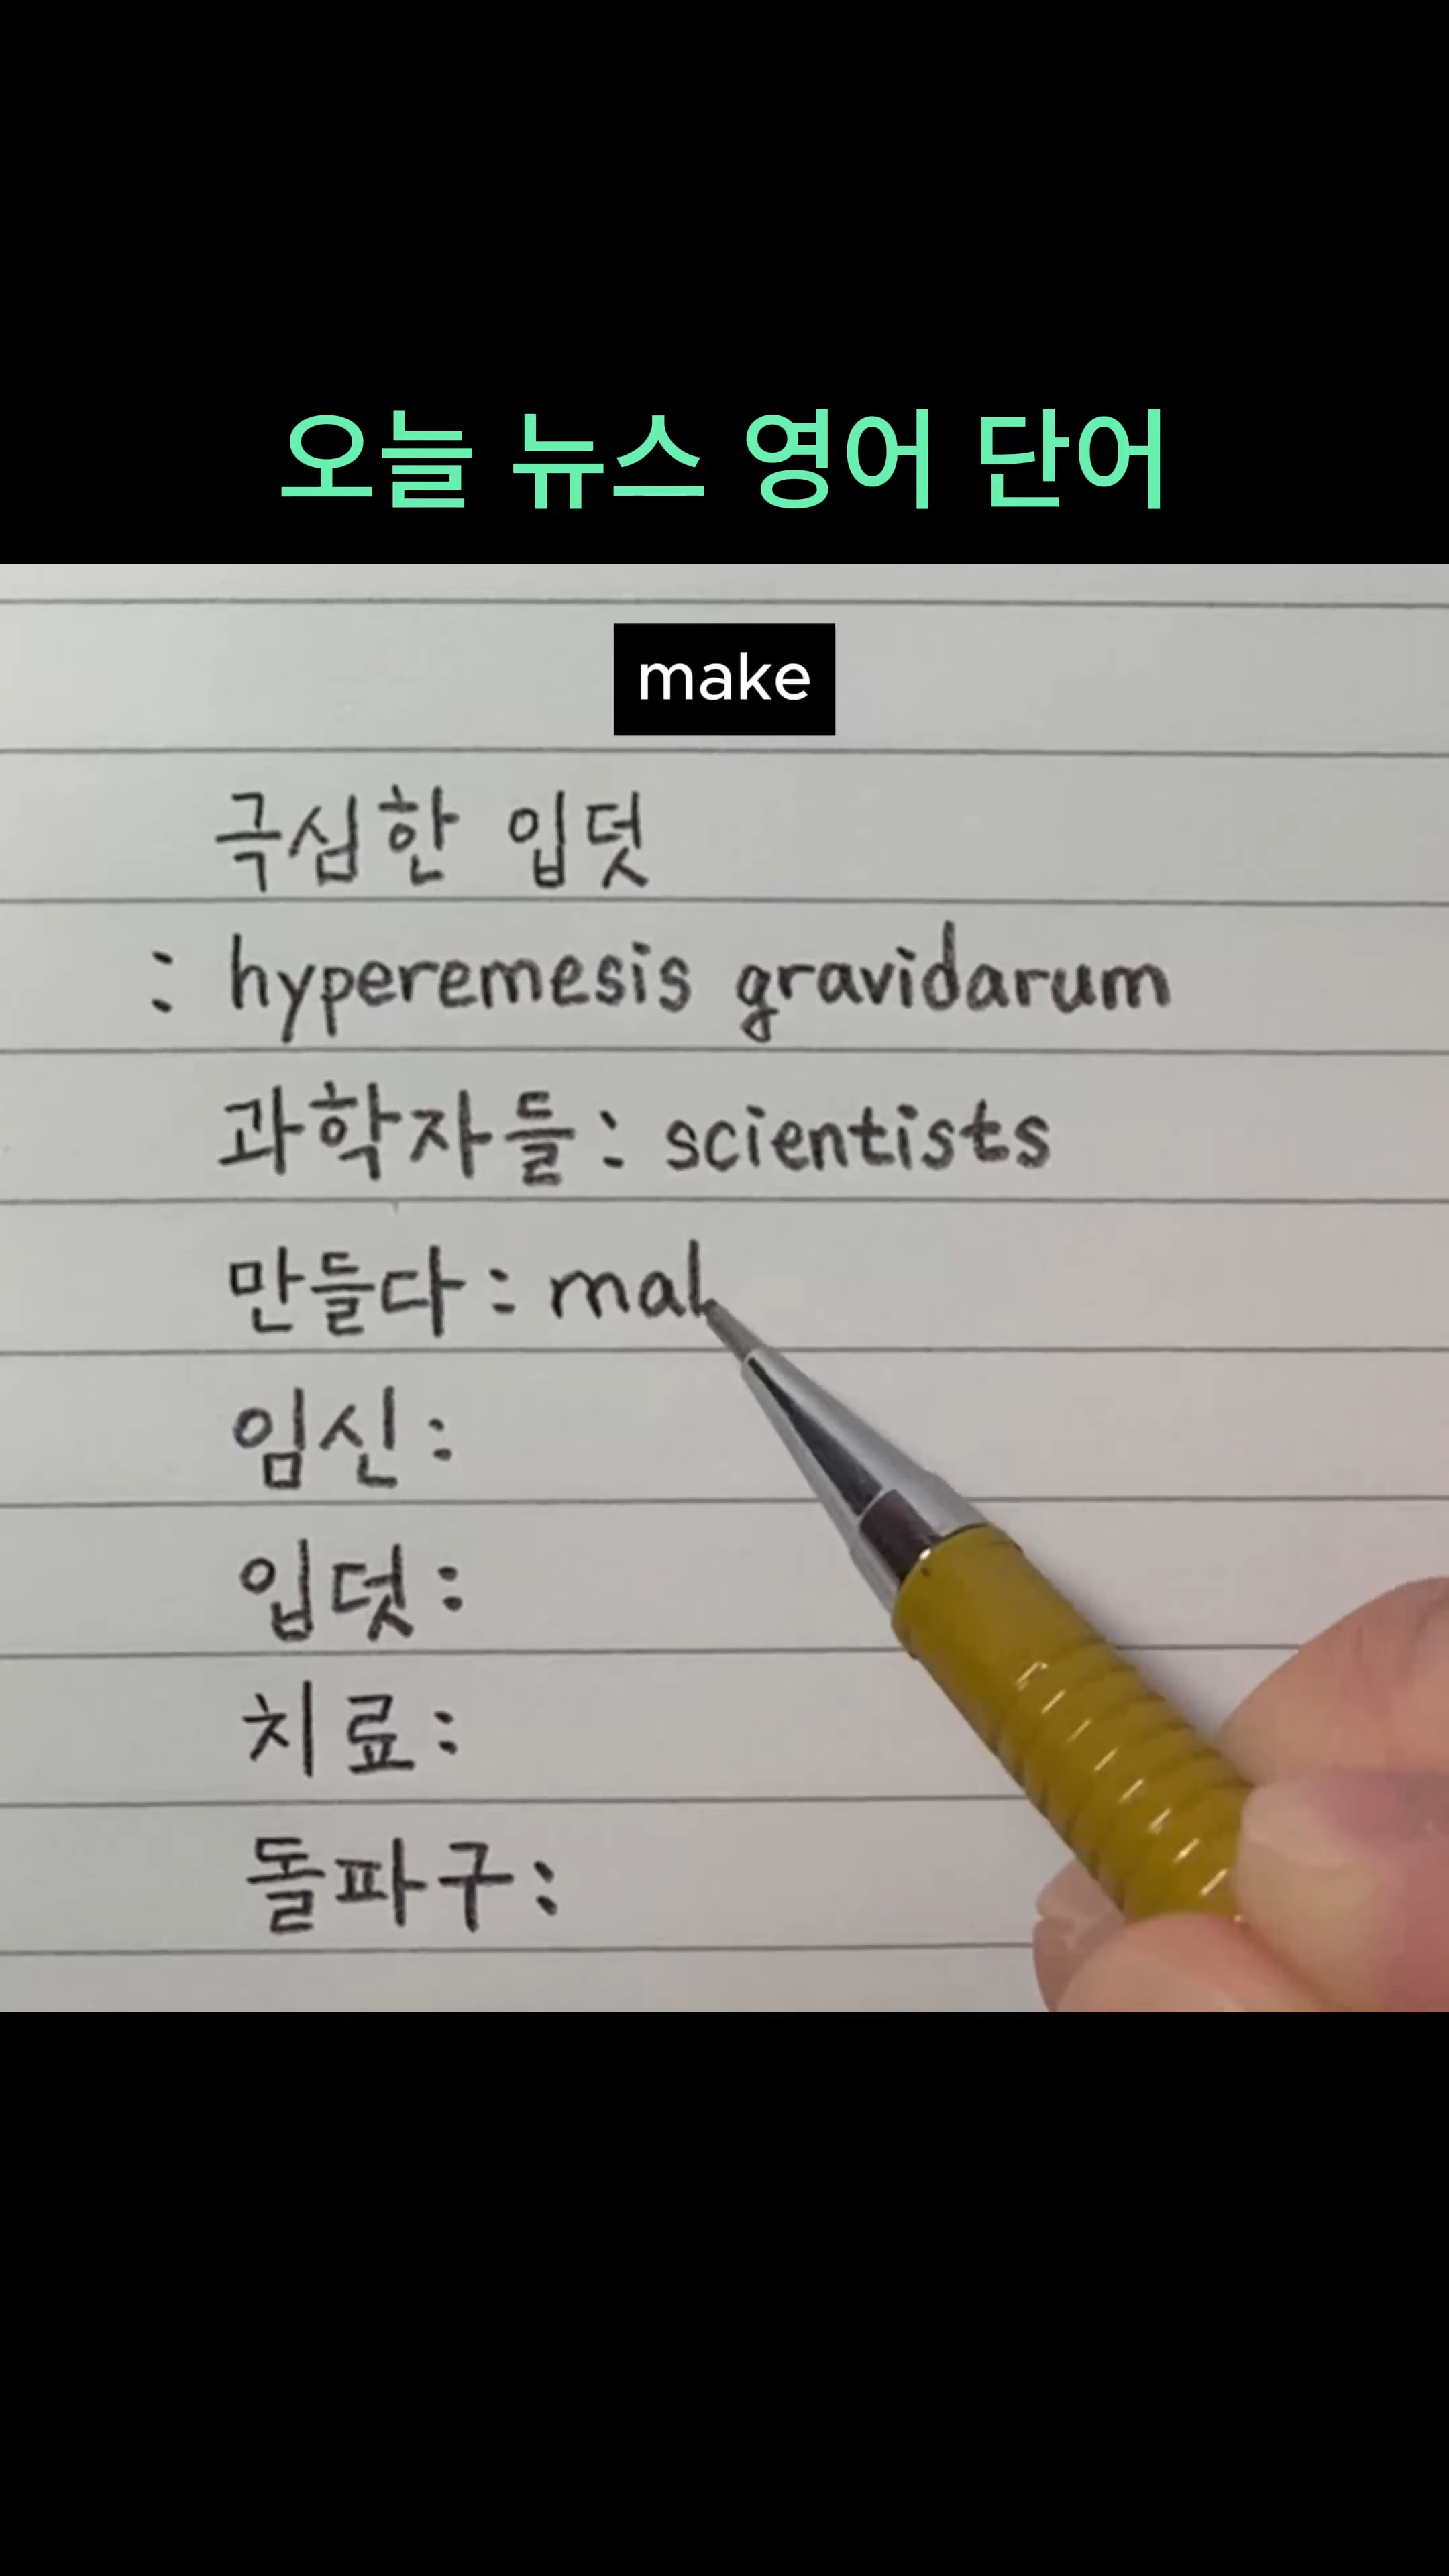 오늘 뉴스 영어 단어
make
극심한 입덧
: hyperemesis gravidarum
과학자들 : scientists
만들다 : mak
임신 :
입덧 :
치료 :
돌파구 :